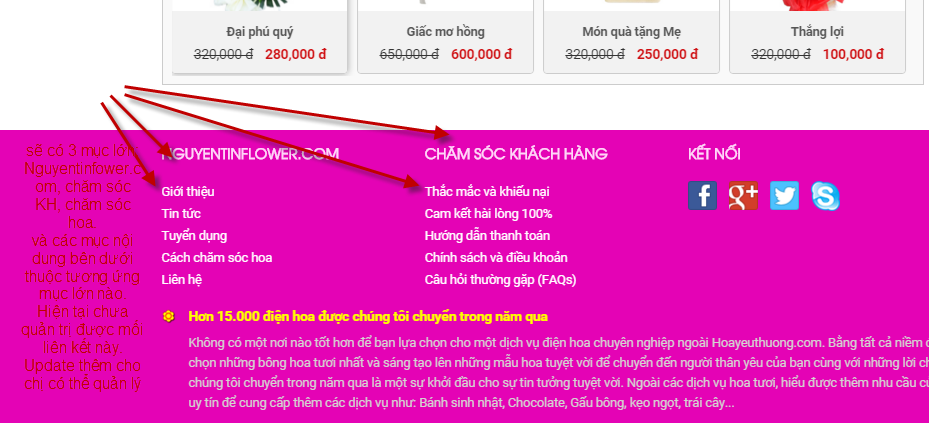 Đại phú quý
320,000 đ 280,000 đ
Giấc mơ hồng
650,000 đ 600,000 đ
Món quà tặng Mẹ
320,000 đ 250,000 đ
Thắng lợi
320,000 đ 100,000 đ
sẽ có 3 mục lớn:
Nguyentinflower.c
om, chăm sóc
KH, chăm sóc
hoa.
và các mục nội
dung bên dưới
thuộc tương ứng
mục lớn nào.
Hiện tại chưa
quản trị được mối
liên kết này.
Update thêm cho
chị có thể quản lý
NGUYENTINFLOWER.COM
Giới thiệu
Tin tức
Tuyển dụng
Cách chăm sóc hoa
Liên hệ
CHĂM SÓC KHÁCH HÀNG
Thắc mắc và khiếu nại
Cam kết hài lòng 100%
Hướng dẫn thanh toán
Chính sách và điều khoản
Câu hỏi thường gặp (FAQs)
KẾT NỐI
Hơn 15.000 điện hoa được chúng tôi chuyển trong năm qua
Không có một nơi nào tốt hơn để bạn lựa chọn cho một dịch vụ điện hoa chuyên nghiệp ngoài Hoayeuthuong.com. Bằng tất cả niềm
chọn những bông hoa tươi nhất và sáng tạo lên những mẫu hoa tuyệt vời để chuyển đến người thân yêu của bạn cùng với những lời
chúng tôi chuyển trong năm qua là một sự khởi đầu cho sự tin tưởng tuyệt vời. Ngoài các dịch vụ hoa tươi, hiểu được thêm nhu cầu
uy tín để cung cấp thêm các dịch vụ như: Bánh sinh nhật, Chocolate, Gấu bông, kẹo ngọt, trái cây...